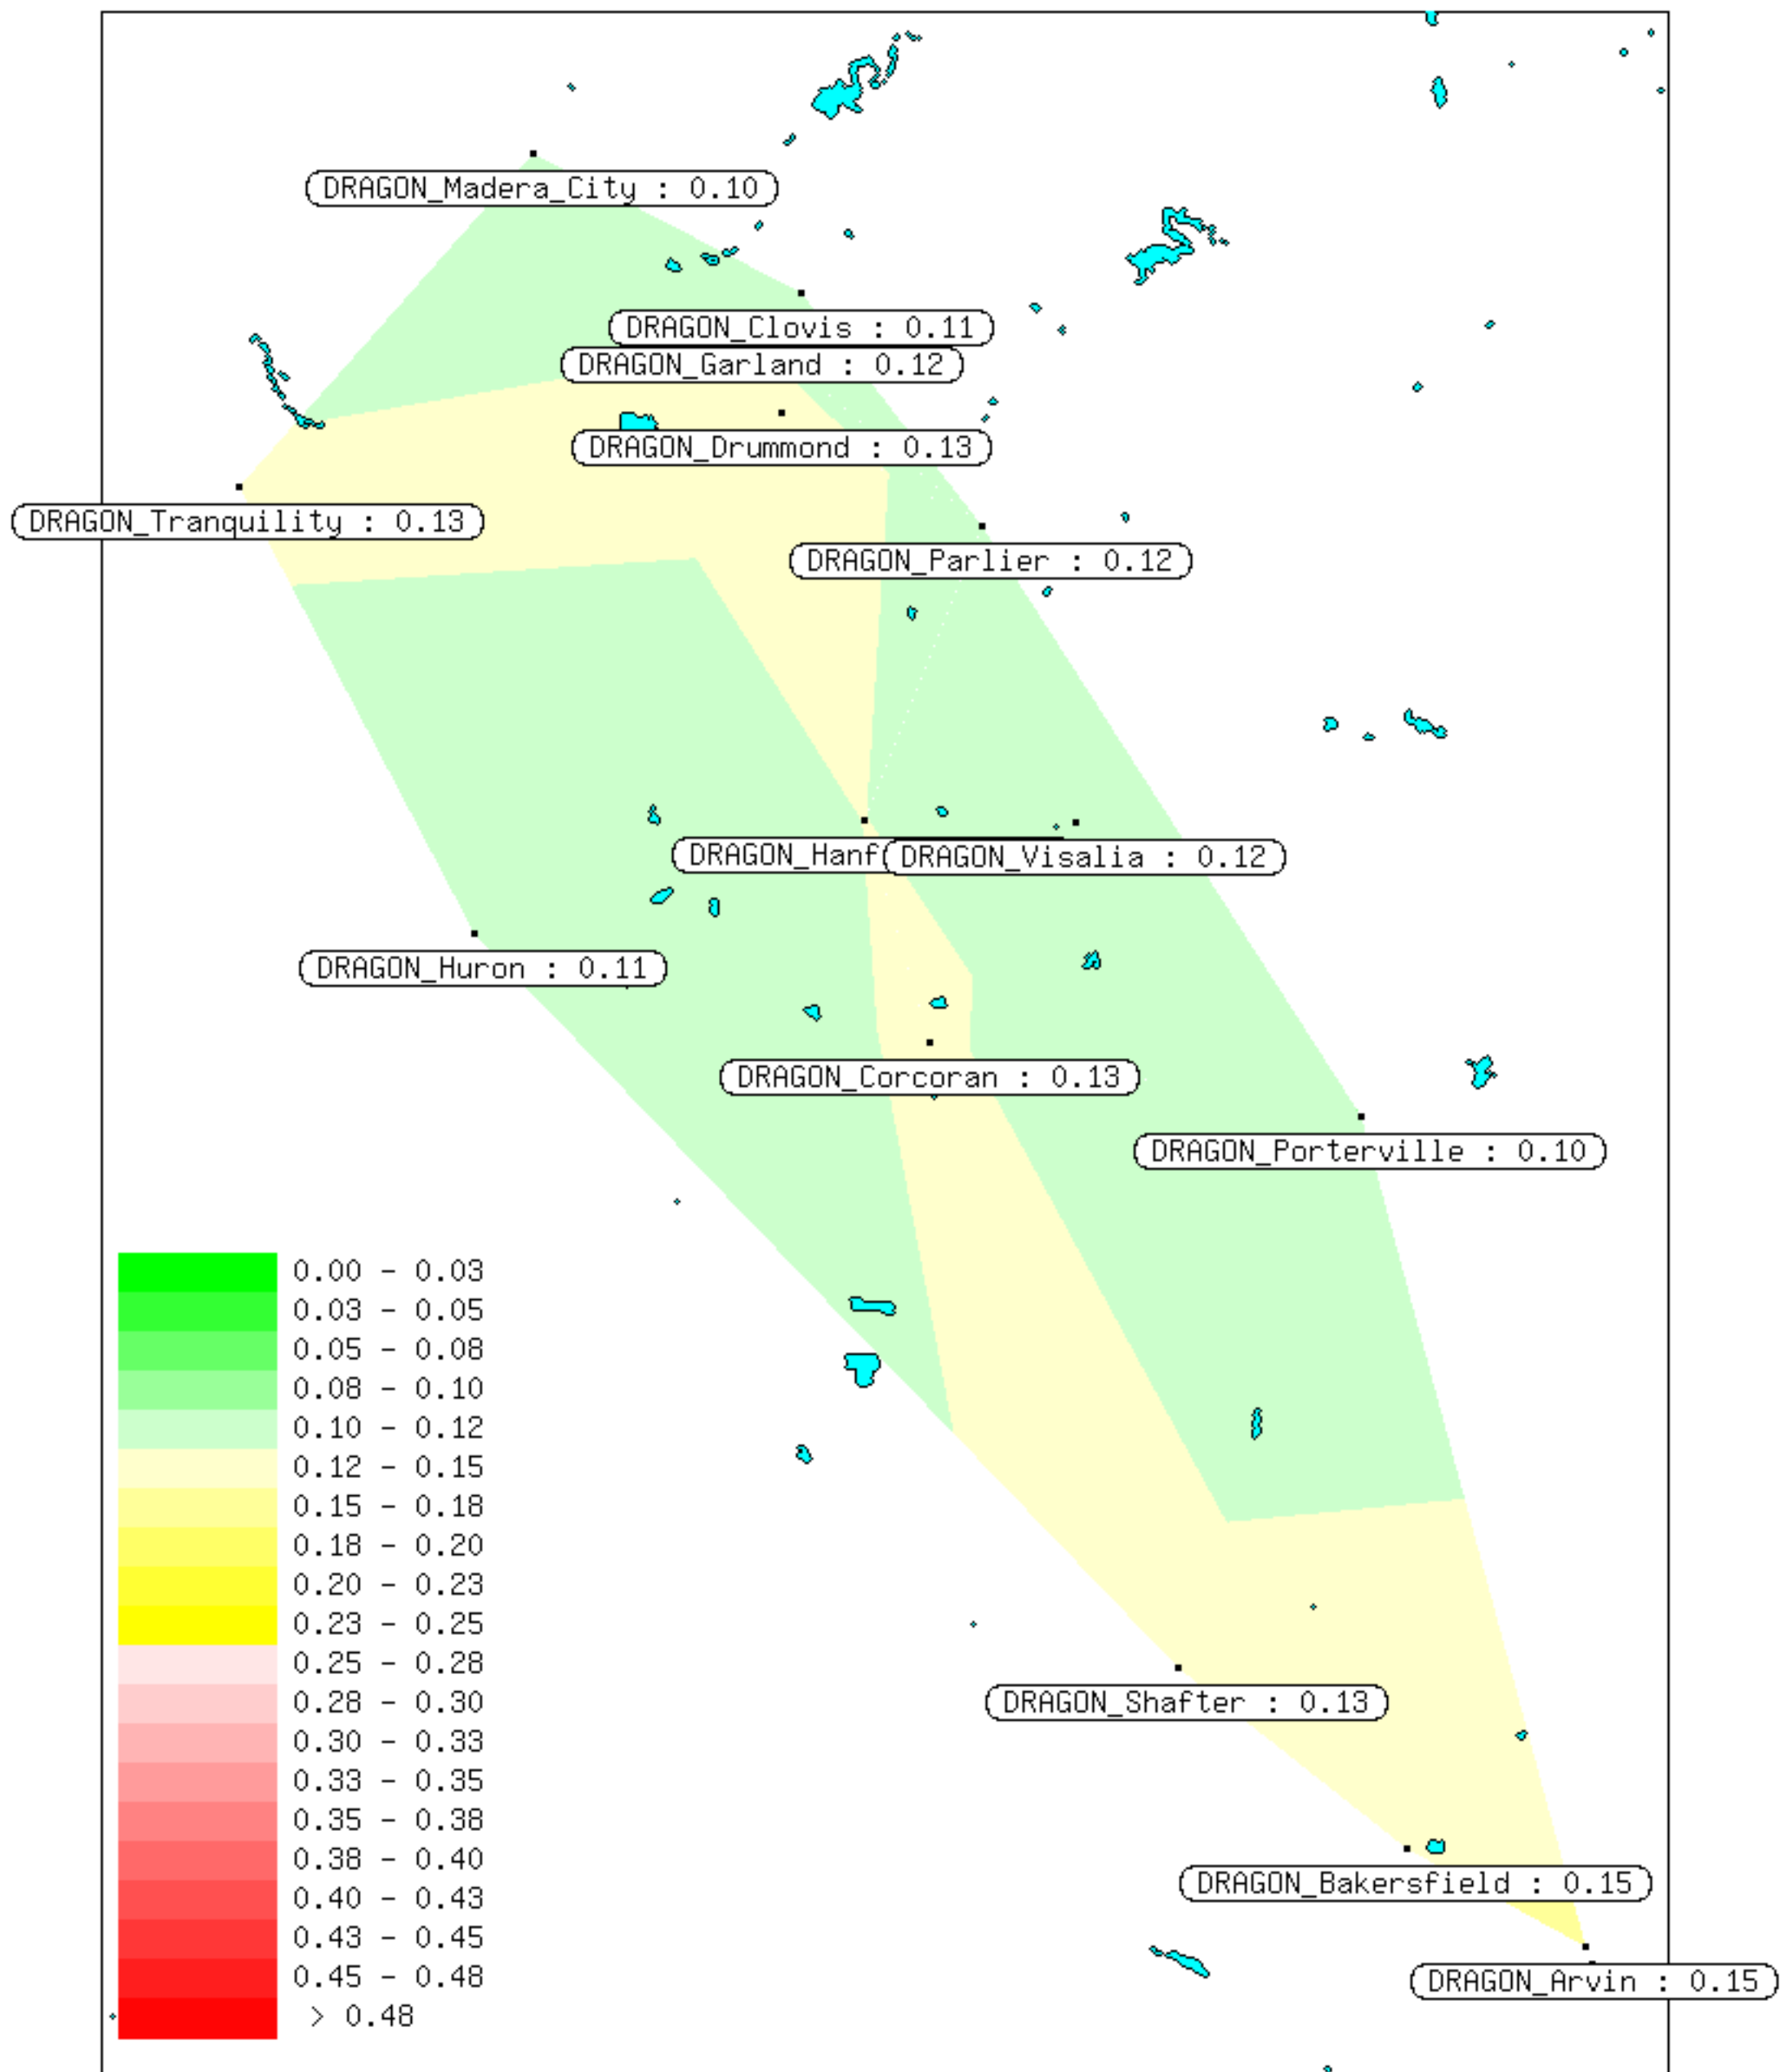 DRAGON_Madera_City : 0.10
DRAGON_Clovis : 0.11
DRAGON_Garland : 0.12
DRAGON_Drummond : 0.13
DRAGON_Tranquility : 0.13
DRAGON_Parlier : 0.12
DRAGON_Hanf
DRAGON_Visalia : 0.12
DRAGON_Huron : 0.11
DRAGON_Corcoran : 0.13
DRAGON_Porterville : 0.10
0.00 - 0.03
0.03 - 0.05
0.05 - 0.08
0.08 - 0.10
0.10 - 0.12
0.12 - 0.15
0.15 - 0.18
0.18 - 0.20
0.20 - 0.23
0.23 - 0.25
0.25 - 0.28
0.28 - 0.30
0.30 - 0.33
0.33 - 0.35
0.35 - 0.38
0.38 - 0.40
0.40 - 0.43
0.43 - 0.45
0.45 - 0.48
> 0.48
DRAGON_Shafter : 0.13
DRAGON_Bakersfield : 0.15
DRAGON_Arvin : 0.15